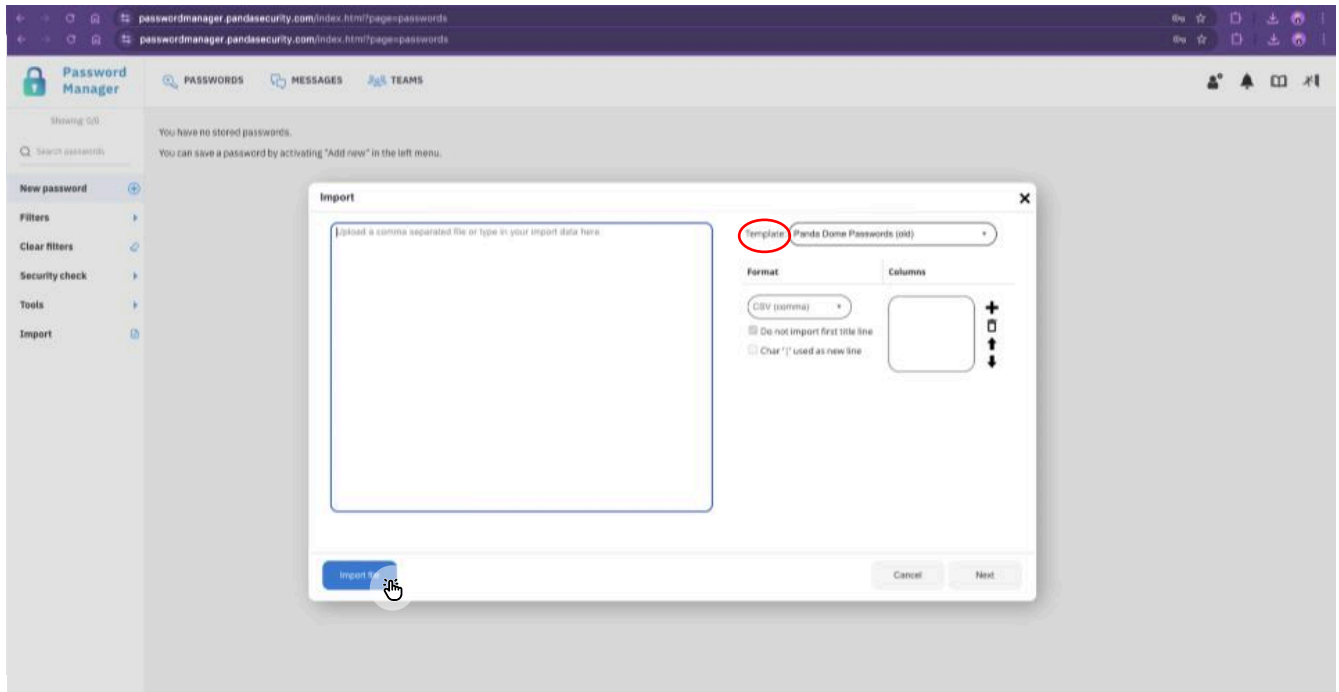 passwordmanager.pandasecurity.com/index.html?page=passwords
passwordmanager.pandasecurity.com/index.html?page=passwords
Password
Manager
PASSWORDS MESSAGES TEAMS
Showing: 0/0
Search passwords
You have no stored passwords.
You can save a password by activating "Add new" in the left menu.
New password
Filters
Clear filters
Security check
Tools
Import
Import
Upload a comma separated file or type in your import data here
Template Panda Dome Passwords (old)
Format Columns
CSV (comma)
Do not import first title line
Char "|" used as new line
Import file
Cancel Next